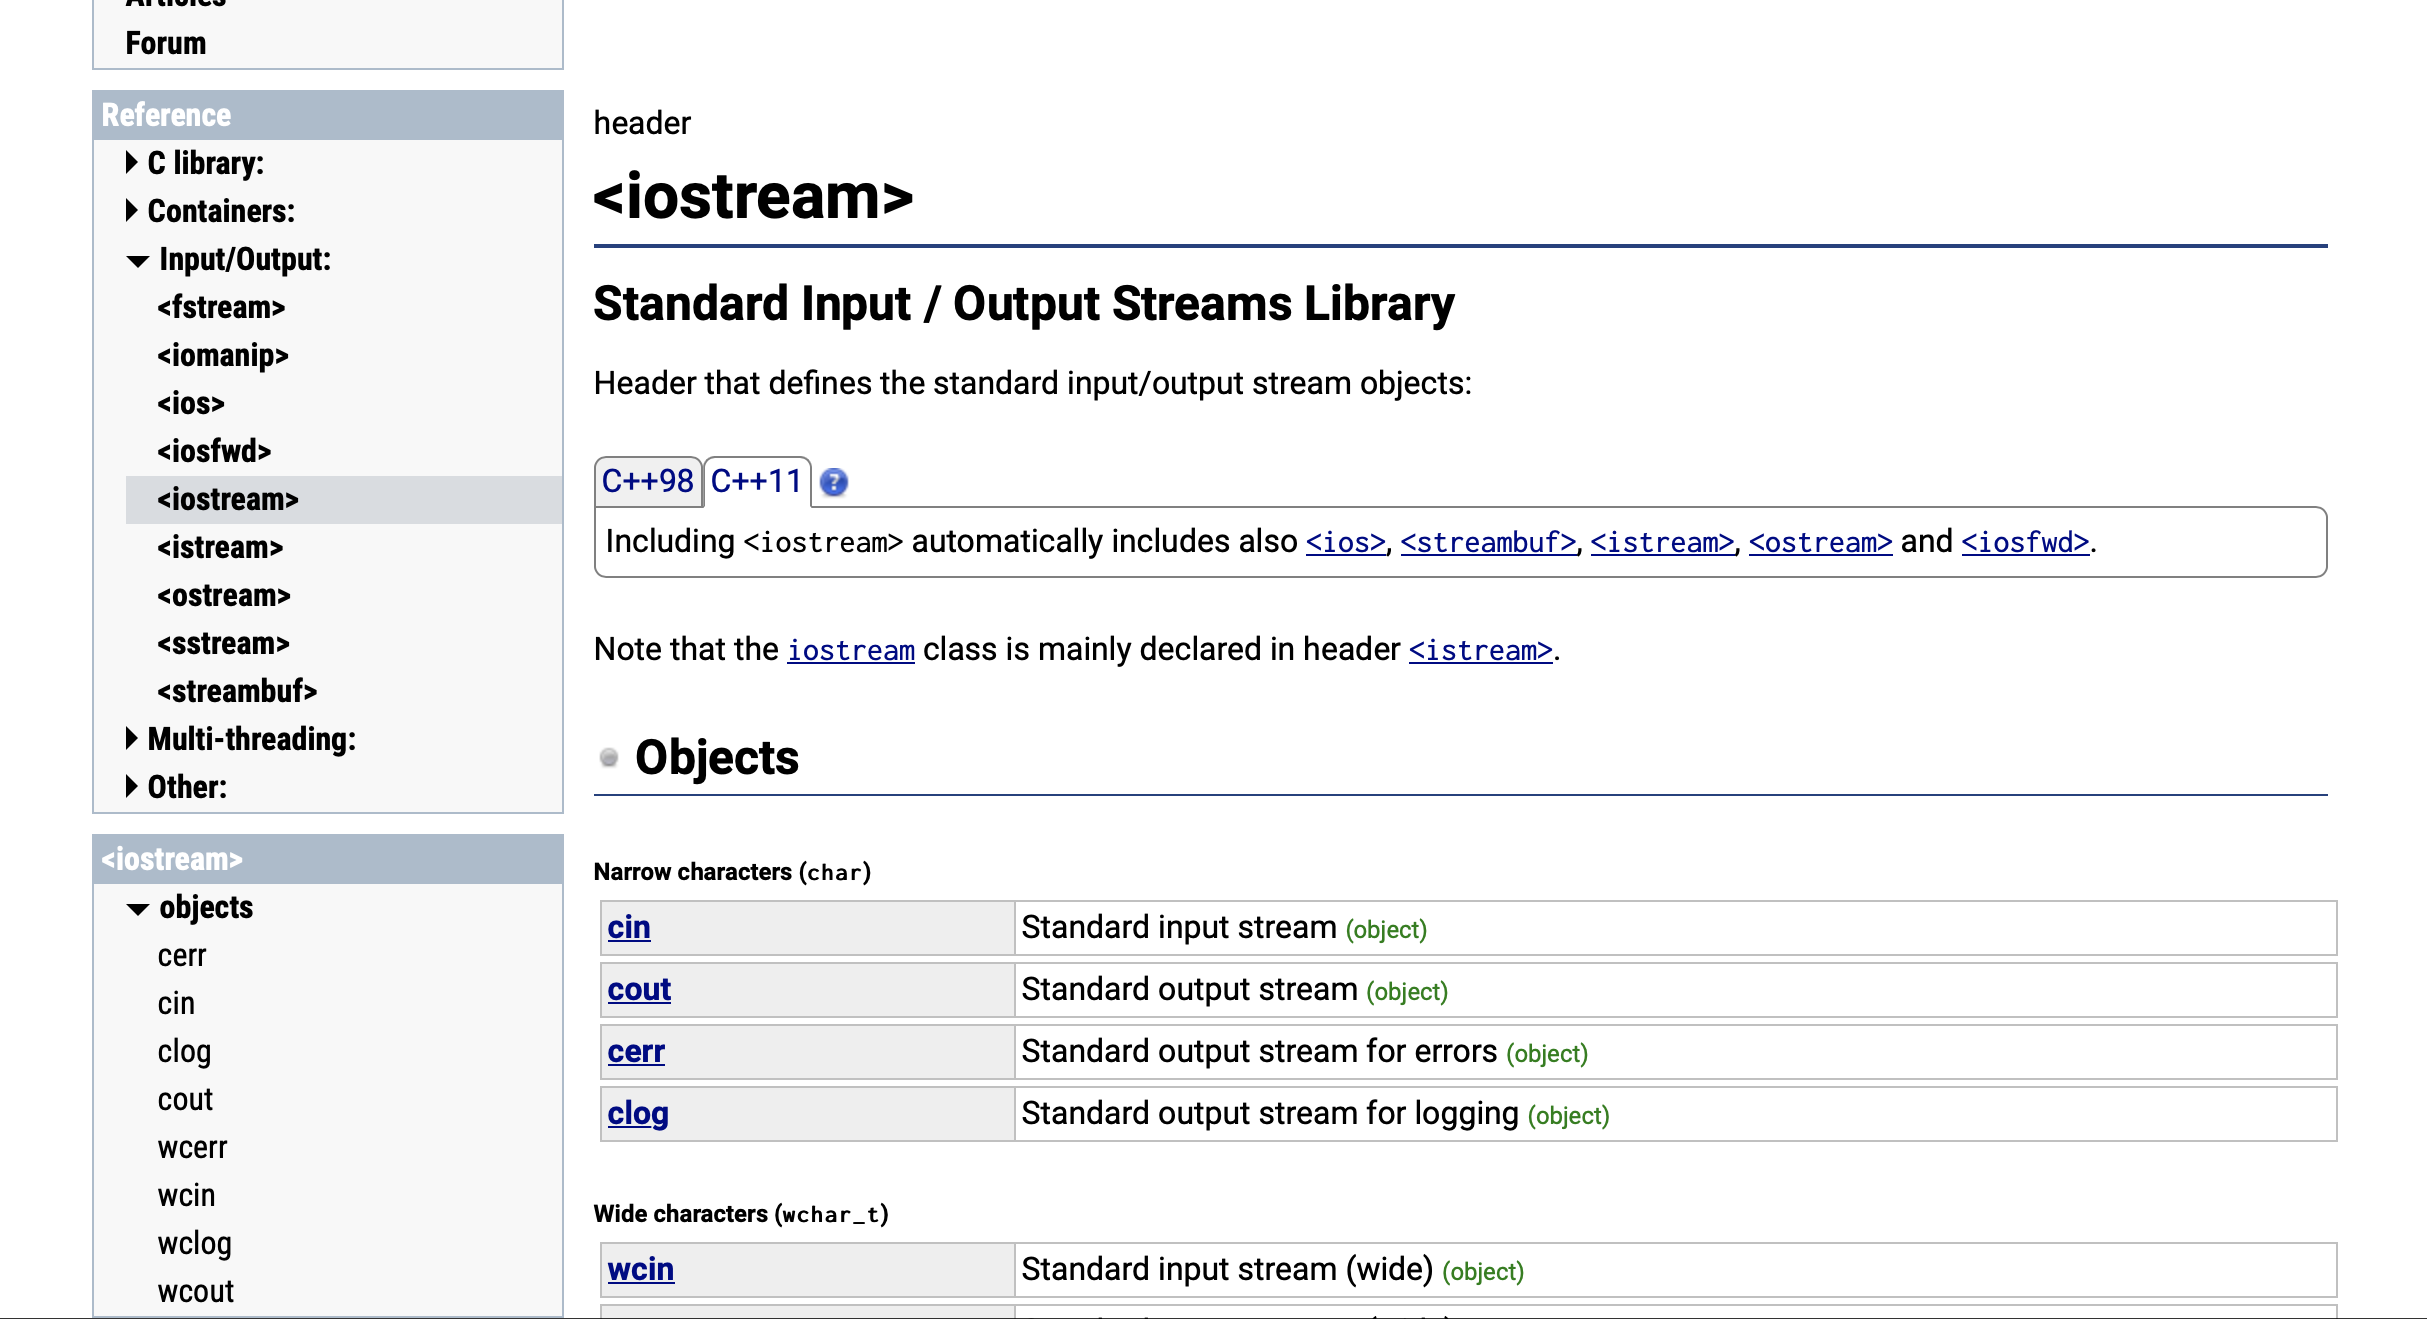 Articles
Forum
Reference
C library:
Containers:
Input/Output:
<fstream>
<iomanip>
<ios>
<iosfwd>
<iostream>
<istream>
<ostream>
<sstream>
<streambuf>
Multi-threading:
Other:
<iostream>
objects
cerr
cin
clog
cout
wcerr
wcin
wclog
wcout
header
<iostream>
Standard Input / Output Streams Library
Header that defines the standard input/output stream objects:
C++98 C++11 ?
Including <iostream> automatically includes also <ios>, <streambuf>, <istream>, <ostream> and <iosfwd>.
Note that the iostream class is mainly declared in header <istream>.
Objects
Narrow characters (char)
cin Standard input stream (object)
cout Standard output stream (object)
cerr Standard output stream for errors (object)
clog Standard output stream for logging (object)
Wide characters (wchar_t)
wcin Standard input stream (wide) (object)